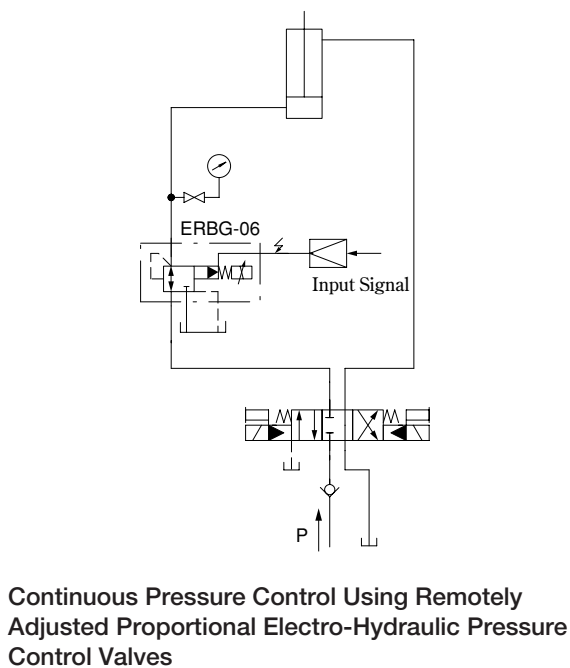 ERBG-06
Input Signal
P
Continuous Pressure Control Using Remotely
Adjusted Proportional Electro-Hydraulic Pressure
Control Valves